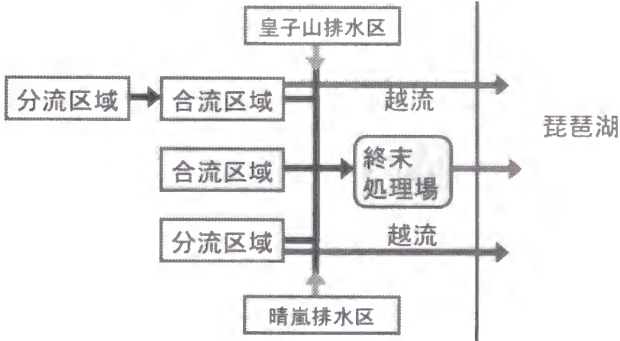 皇子山排水区
分流区域
合流区域
越流
琵琶湖
合流区域
終末
処理場
分流区域
越流
晴嵐排水区